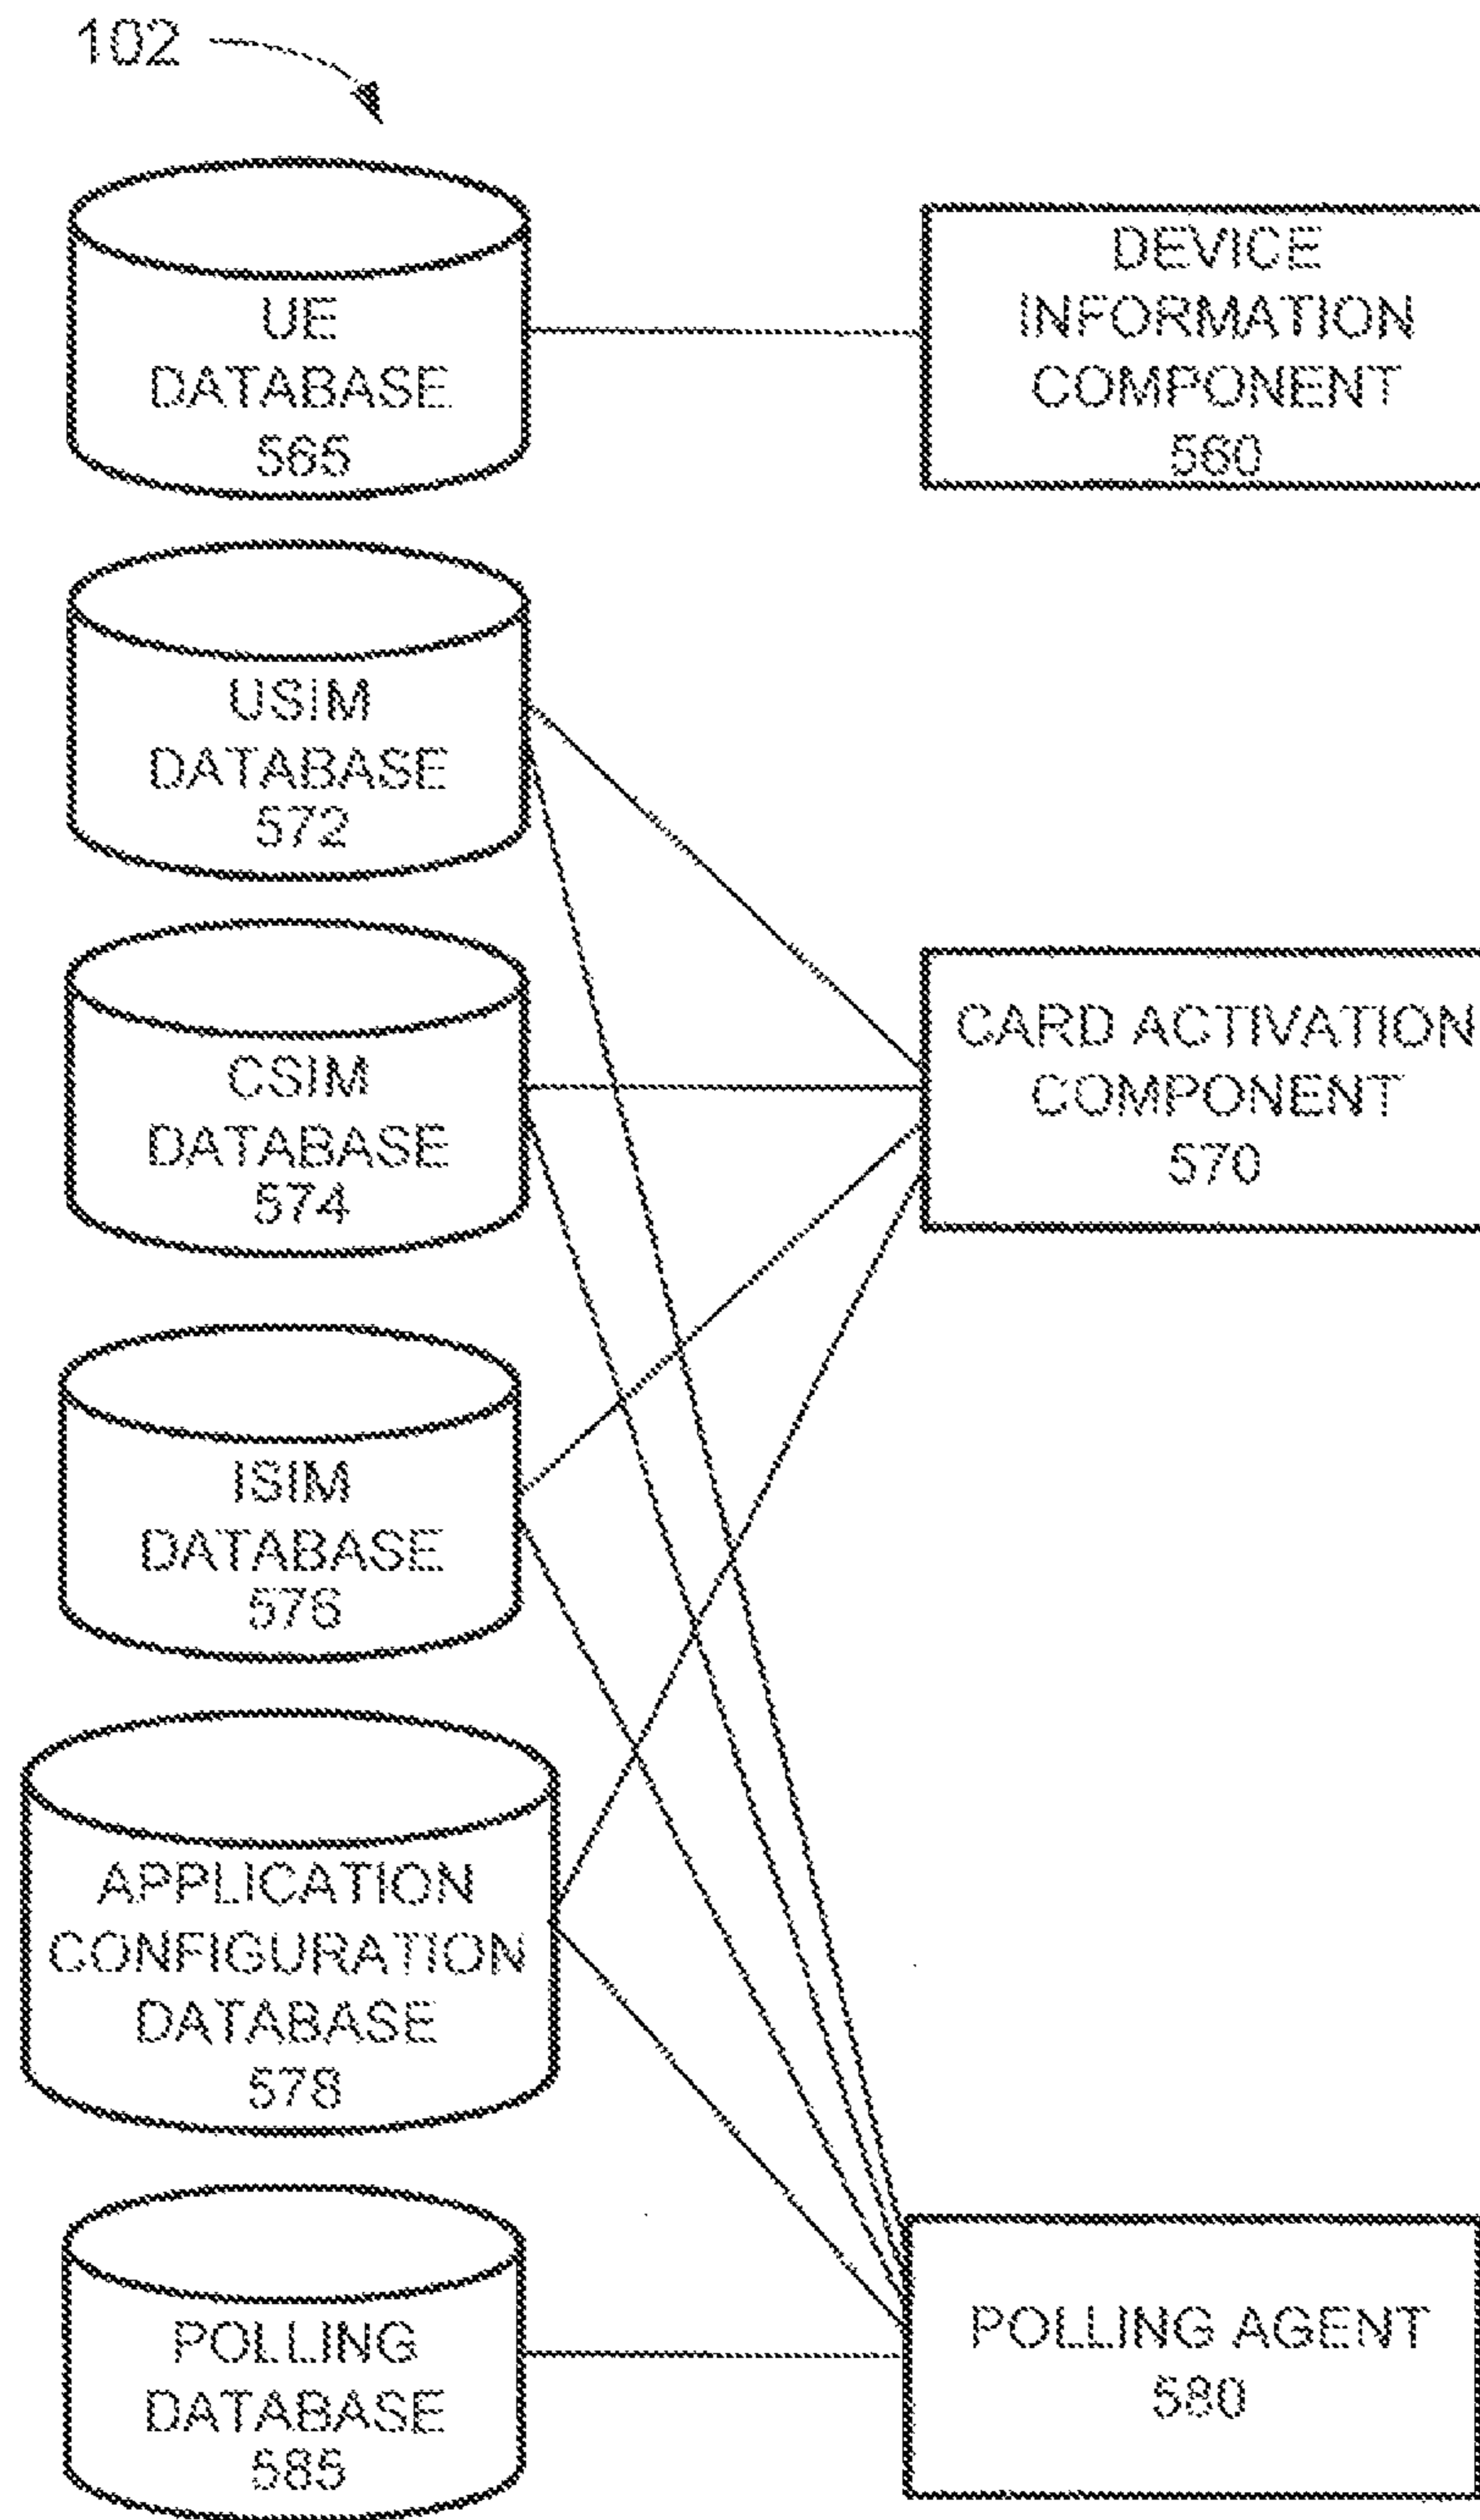 102
UE
DATABASE
565
DEVICE
INFORMATION
COMPONENT
560
USIM
DATABASE
572
CSIM
DATABASE
574
CARD ACTIVATION
COMPONENT
570
ISIM
DATABASE
576
APPLICATION
CONFIGURATION
DATABASE
578
POLLING
DATABASE
585
POLLING AGENT
580